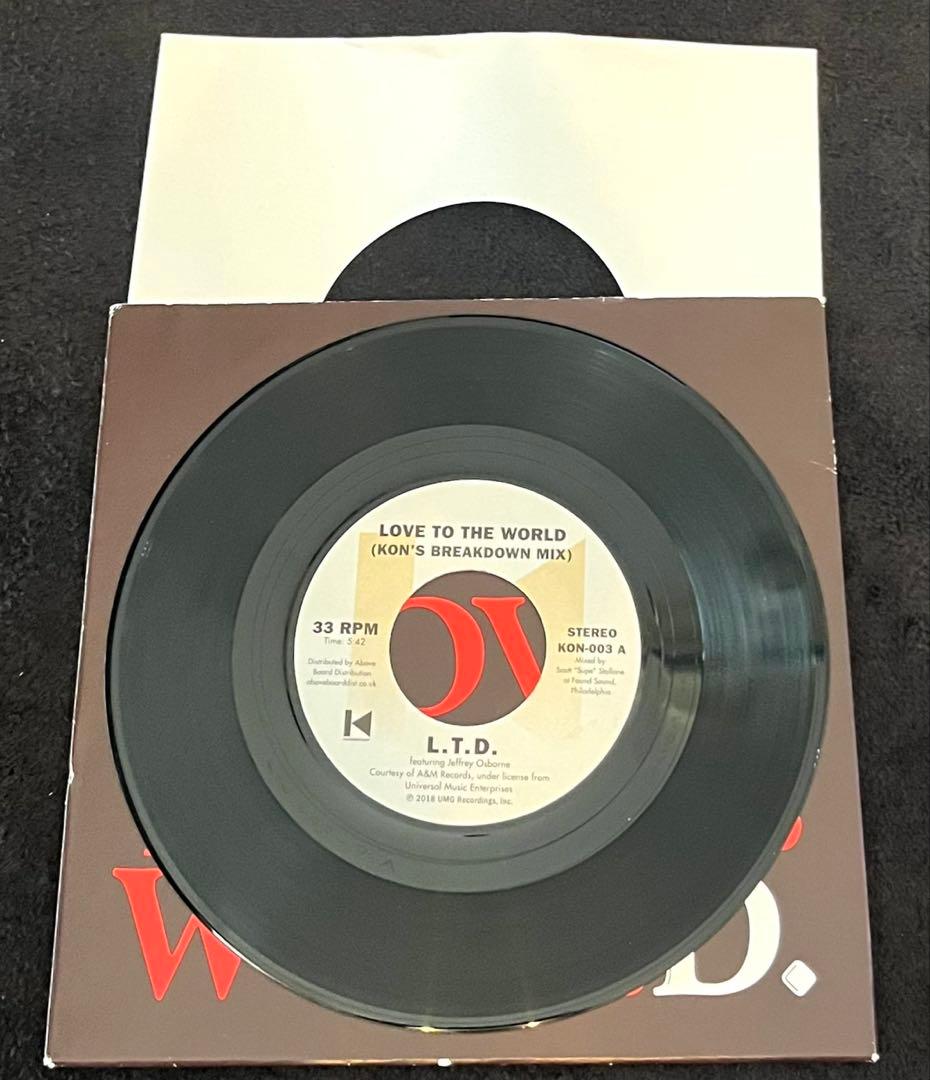 LOVE TO THE WORLD
(KON'S BREAKDOWN MIX)
33 RPM
Time: 5:42
Distributed by Above
Board Distribution
aboveboarddist.co.uk
STEREO
KON-003 A
Mixed by
Scott "Supe" Stallone
at Found Sound,
Philadelphia
L.T.D.
featuring Jeffrey Osborne
Courtesy of A&M Records, under license from
Universal Music Enterprises
℗ 2018 UMG Recordings, Inc.
OV
W
D.